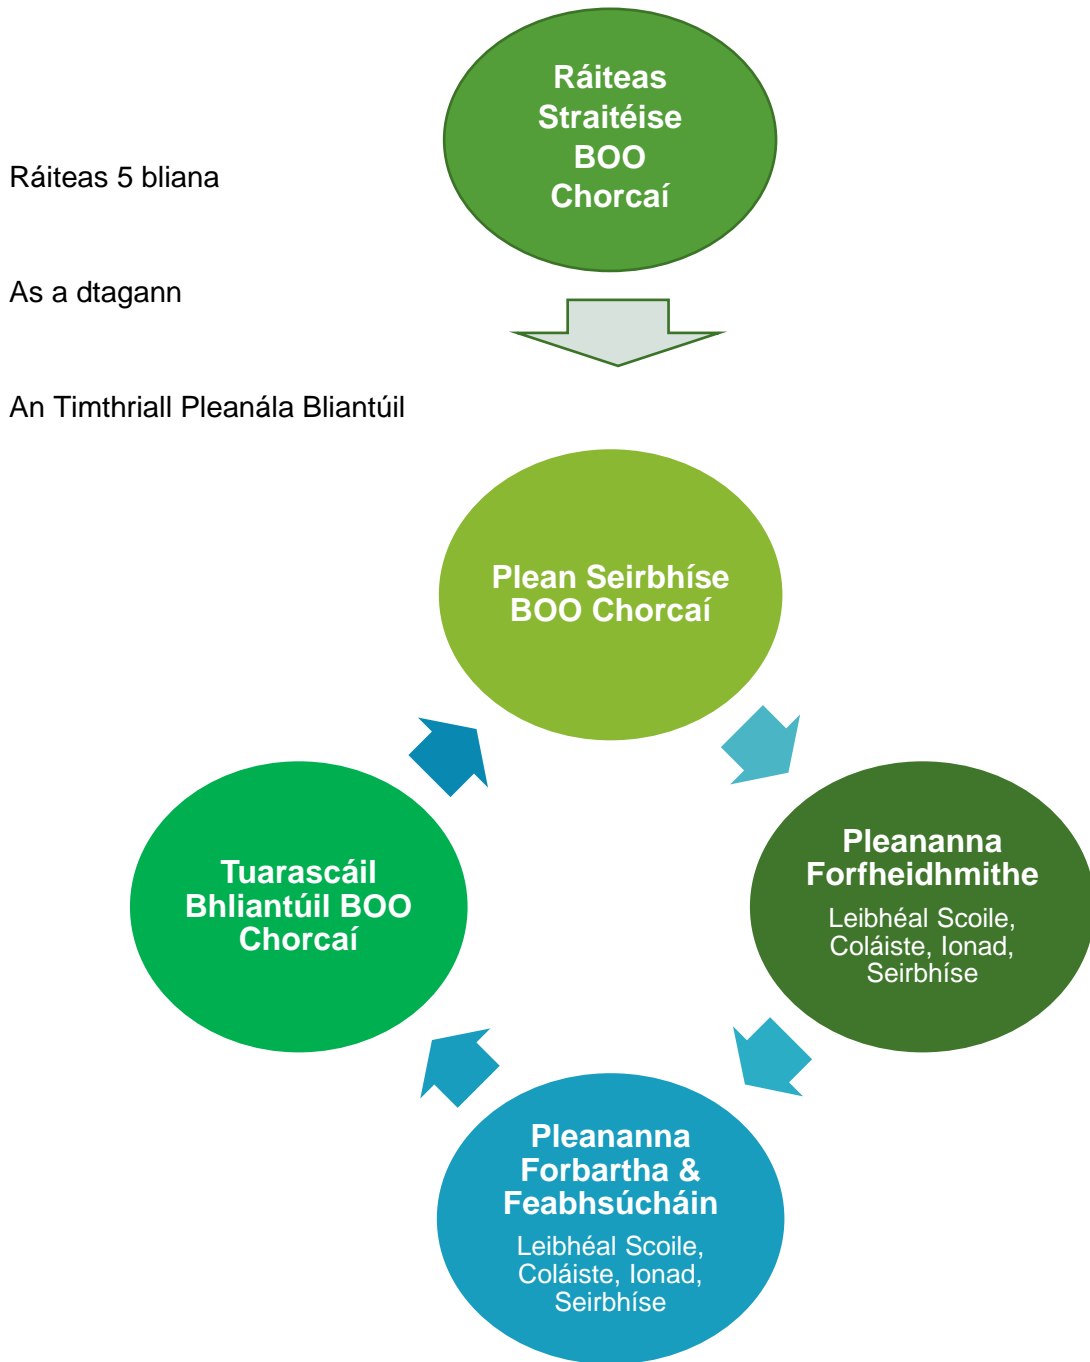 Ráiteas
Straitéise
BOO
Chorcaí
Ráiteas 5 bliana
As a dtagann
An Timthriall Pleanála Bliantúil
Plean Seirbhíse
BOO Chorcaí
Pleananna
Forfheidhmithe
Leibhéal Scoile,
Coláiste, Ionad,
Seirbhíse
Pleananna
Forbartha &
Feabhsúcháin
Leibhéal Scoile,
Coláiste, Ionad,
Seirbhíse
Tuarascáil
Bhliantúil BOO
Chorcaí